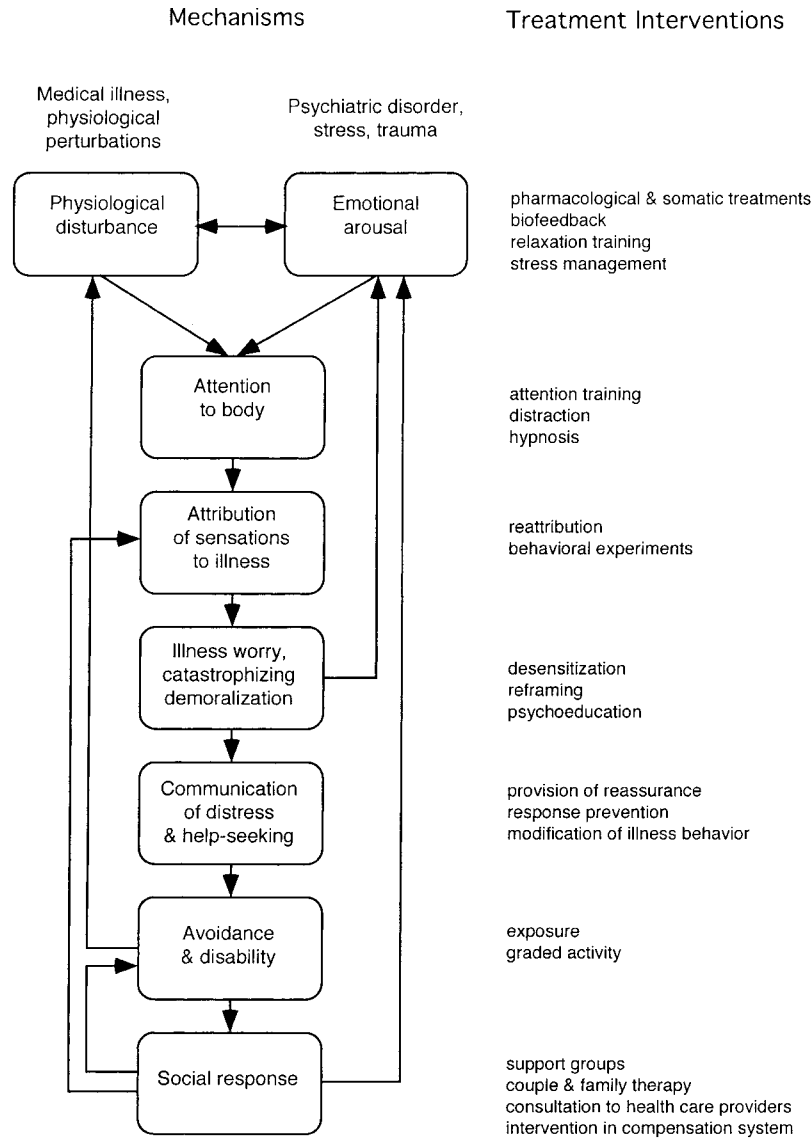 Mechanisms
Treatment Interventions
Medical illness,
physiological
perturbations
Psychiatric disorder,
stress, trauma
Physiological
disturbance
Emotional
arousal
pharmacological & somatic treatments
biofeedback
relaxation training
stress management
Attention
to body
attention training
distraction
hypnosis
Attribution
of sensations
to illness
reattribution
behavioral experiments
Illness worry,
catastrophizing
demoralization
desensitization
reframing
psychoeducation
Communication
of distress
& help-seeking
provision of reassurance
response prevention
modification of illness behavior
Avoidance
& disability
exposure
graded activity
Social response
support groups
couple & family therapy
consultation to health care providers
intervention in compensation system